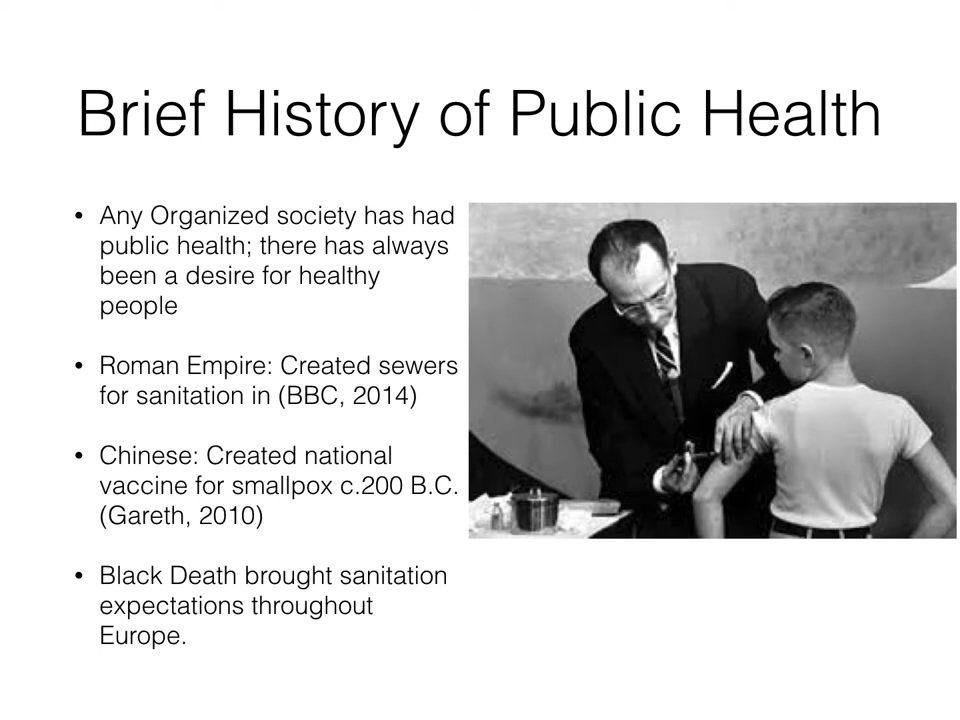 Brief History of Public Health
• Any Organized society has had
public health; there has always
been a desire for healthy
people
• Roman Empire: Created sewers
for sanitation in (BBC, 2014)
• Chinese: Created national
vaccine for smallpox c.200 B.C.
(Gareth, 2010)
• Black Death brought sanitation
expectations throughout
Europe.